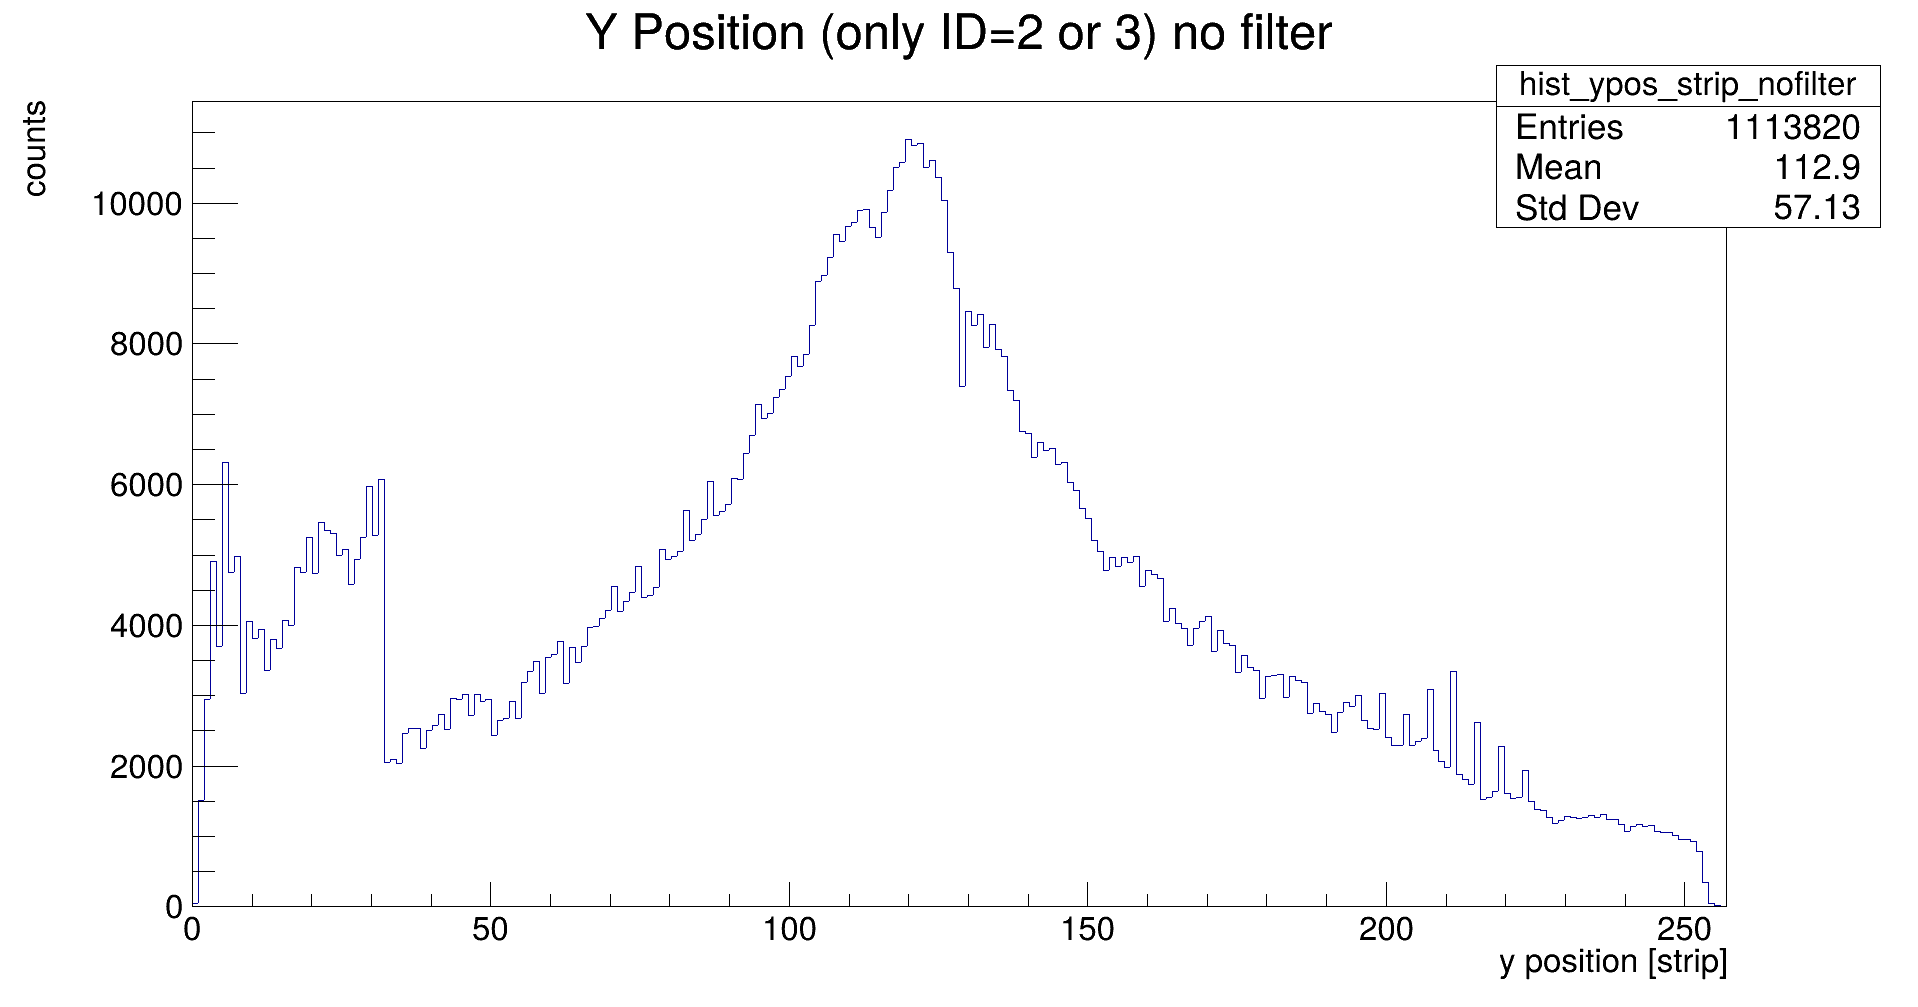 Y Position (only ID=2 or 3) no filter
hist_ypos_strip_nofilter
Entries 1113820
Mean 112.9
Std Dev 57.13
counts
10000
8000
6000
4000
2000
0
0 50 100 150 200 250
y position [strip]